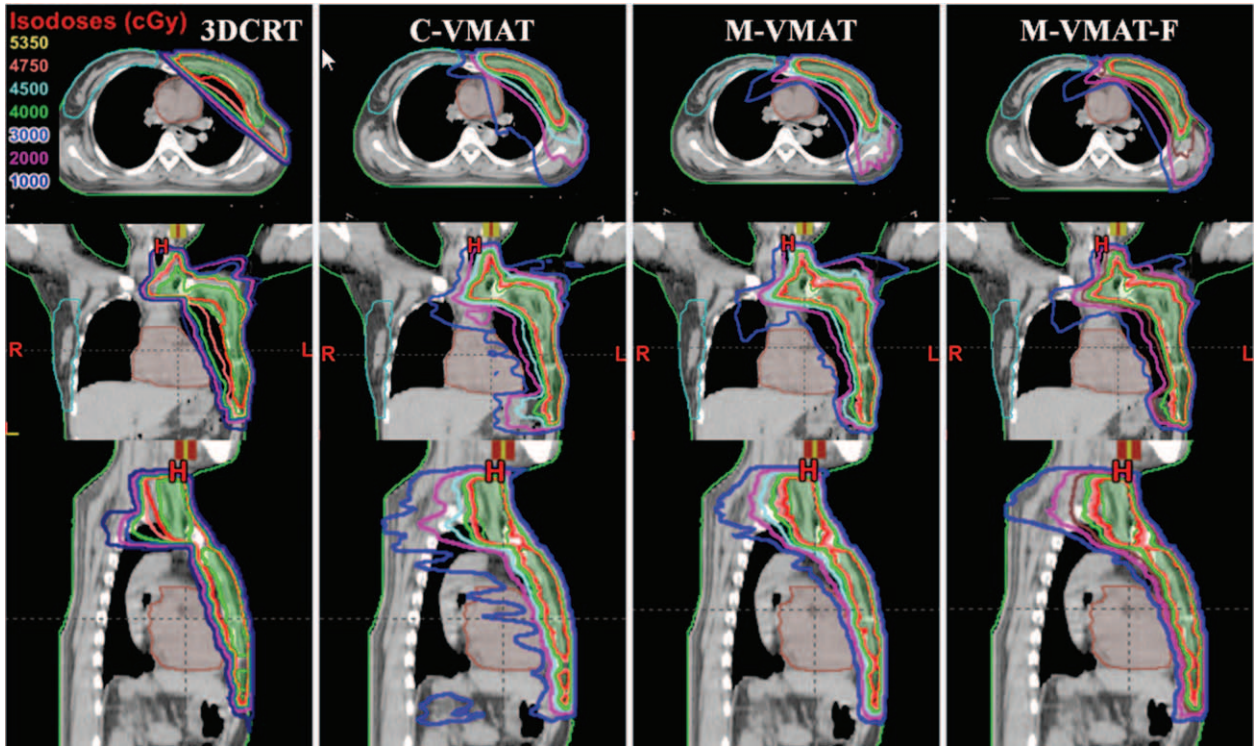 Isodoses (cGy)
5350
4750
4500
4000
3000
2000
1000
3DCRT
C-VMAT
M-VMAT
M-VMAT-F
H
H
H
H
R
L
R
L
R
L
R
L
L
H
H
H
H